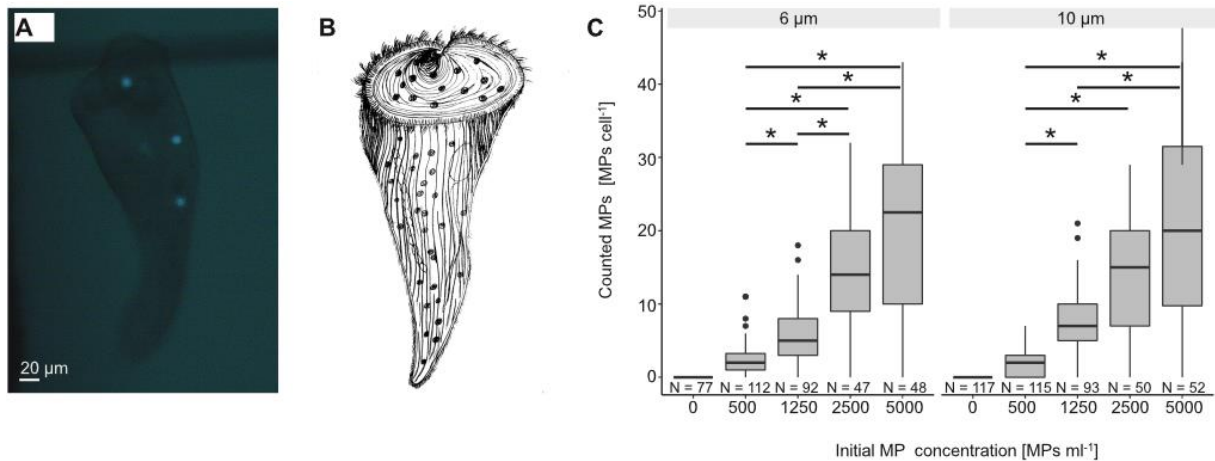 A
B
C
6 µm
10 µm
50
40
30
20
10
0
Counted MPs [MPs cell⁻¹]
* * * * * *
* * * *
20 µm
N = 77 N = 112 N = 92 N = 47 N = 48
N = 117 N = 115 N = 93 N = 50 N = 52
0 500 1250 2500 5000
0 500 1250 2500 5000
Initial MP concentration [MPs ml⁻¹]